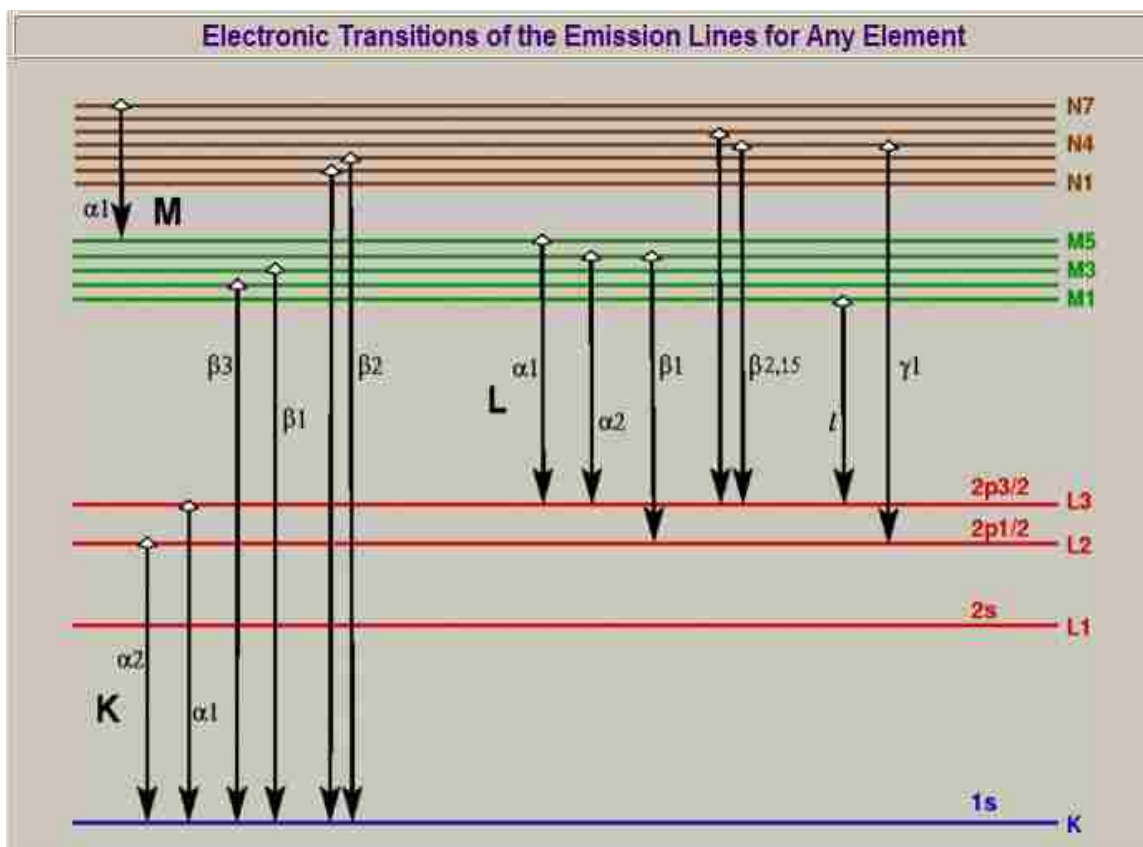 Electronic Transitions of the Emission Lines for Any Element
N7
N4
N1
α1 M
M5
M3
M1
β3 β2 α1 β1 β2,15 γ1
L
β1 α2 l
2p3/2 L3
2p1/2 L2
2s L1
α2
K α1
1s K